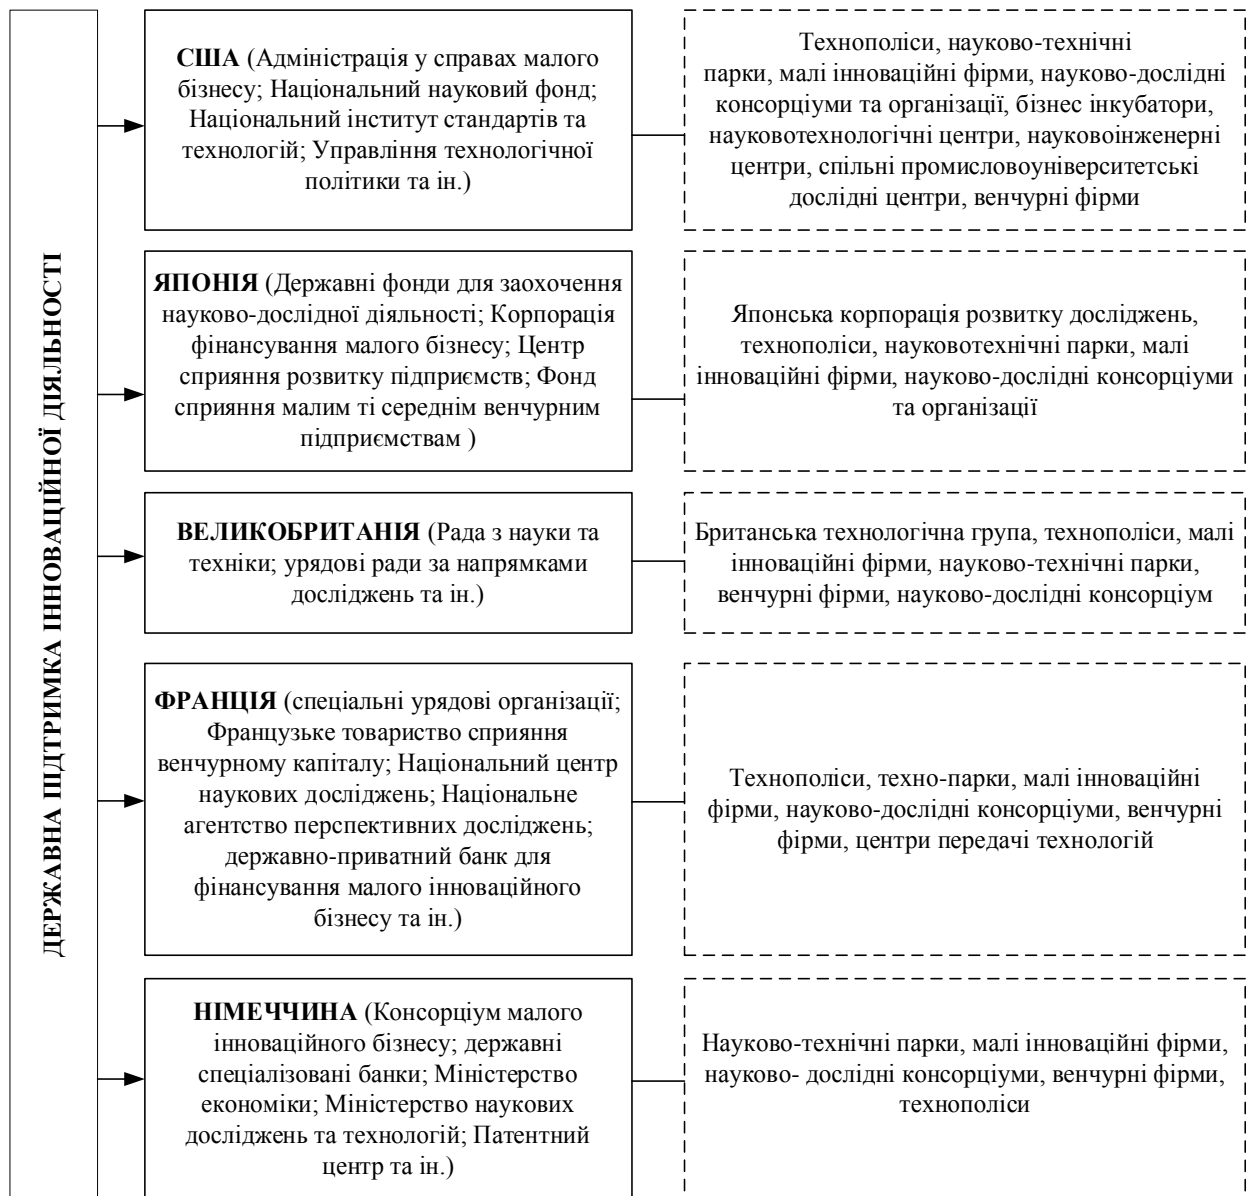 ДЕРЖАВНА ПІДТРИМКА ІННОВАЦІЙНОЇ ДІЯЛЬНОСТІ
США (Адміністрація у справах малого
бізнесу; Національний науковий фонд;
Національний інститут стандартів та
технологій; Управління технологічної
політики та ін.)
Технополіси, науково-технічні
парки, малі інноваційні фірми, науково-дослідні
консорціуми та організації, бізнес інкубатори,
науковотехнологічні центри, науковоінженерні
центри, спільні промисловоуніверситетські
дослідні центри, венчурні фірми
ЯПОНІЯ (Державні фонди для заохочення
науково-дослідної діяльності; Корпорація
фінансування малого бізнесу; Центр
сприяння розвитку підприємств; Фонд
сприяння малим ті середнім венчурним
підприємствам )
Японська корпорація розвитку досліджень,
технополіси, науковотехнічні парки, малі
інноваційні фірми, науково-дослідні консорціуми
та організації
ВЕЛИКОБРИТАНІЯ (Рада з науки та
техніки; урядові ради за напрямками
досліджень та ін.)
Британська технологічна група, технополіси, малі
інноваційні фірми, науково-технічні парки,
венчурні фірми, науково-дослідні консорціум
ФРАНЦІЯ (спеціальні урядові організації;
Французьке товариство сприяння
венчурному капіталу; Національний центр
наукових досліджень; Національне
агентство перспективних досліджень;
державно-приватний банк для
фінансування малого інноваційного
бізнесу та ін.)
Технополіси, техно-парки, малі інноваційні
фірми, науково-дослідні консорціуми, венчурні
фірми, центри передачі технологій
НІМЕЧЧИНА (Консорціум малого
інноваційного бізнесу; державні
спеціалізовані банки; Міністерство
економіки; Міністерство наукових
досліджень та технологій; Патентний
центр та ін.)
Науково-технічні парки, малі інноваційні фірми,
науково- дослідні консорціуми, венчурні фірми,
технополіси